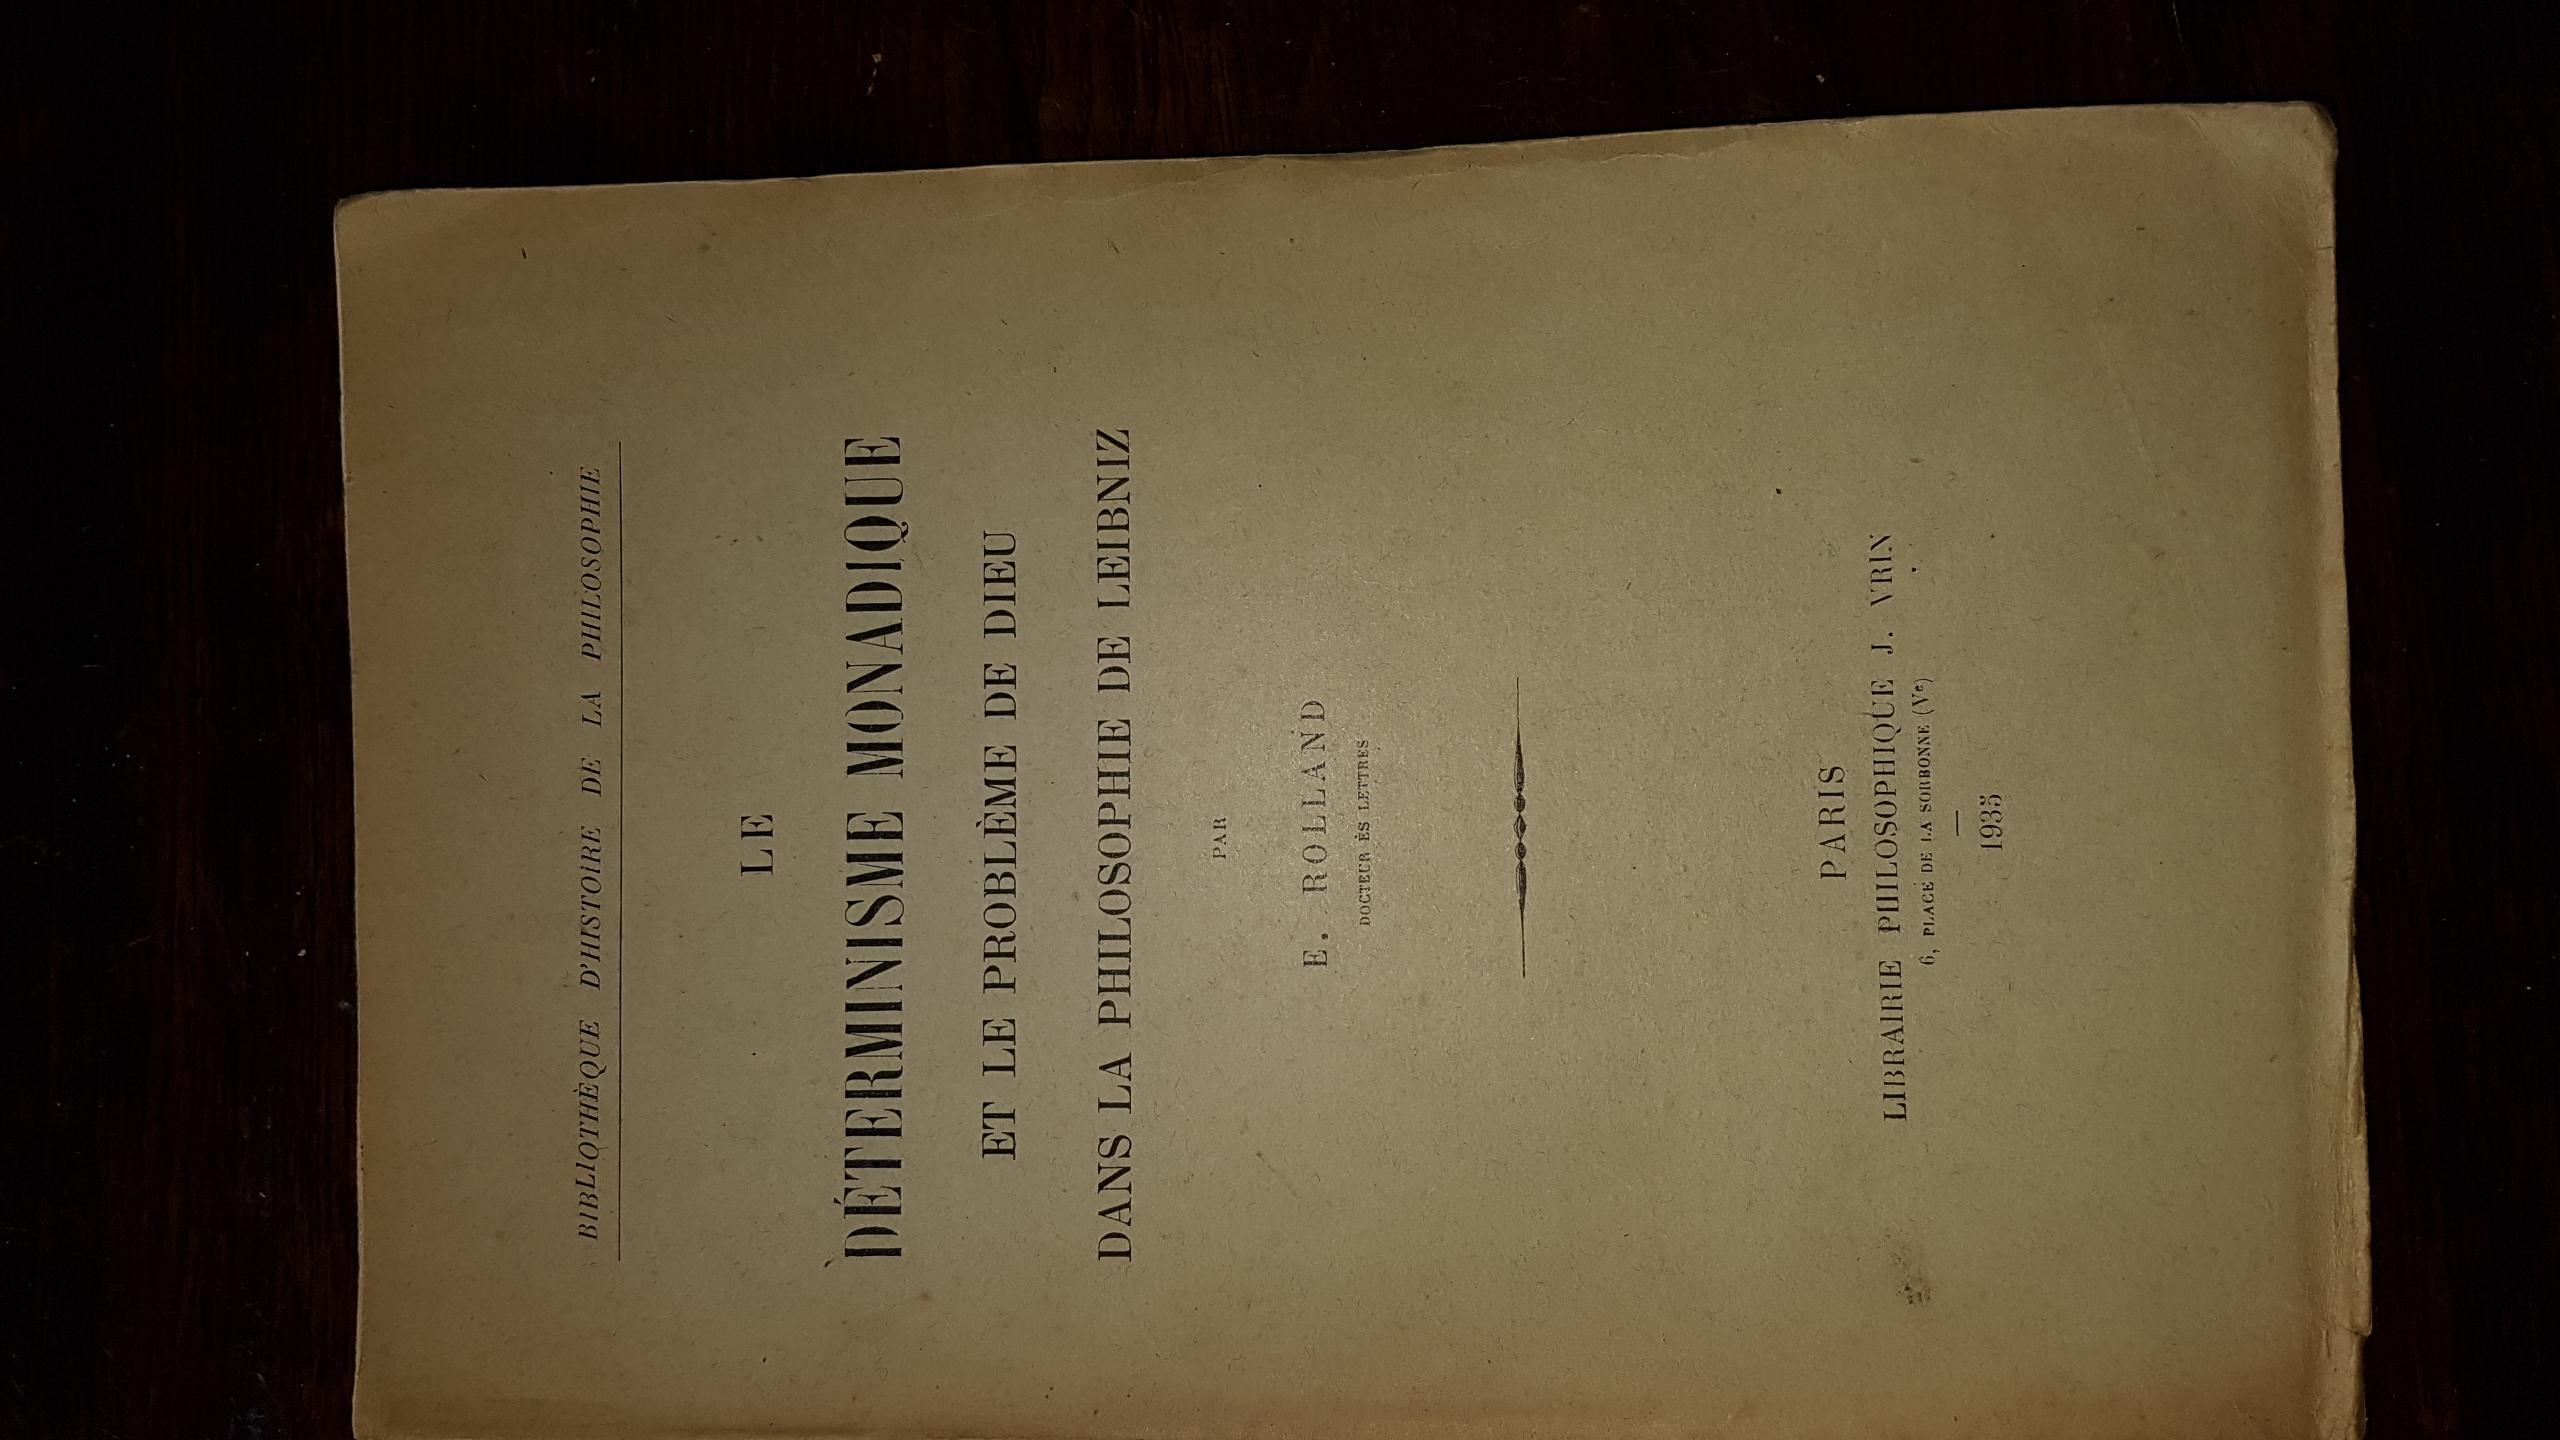 BIBLIOTHÈQUE D'HISTOIRE DE LA PHILOSOPHIE
LE
DÉTERMINISME MONADIQUE
ET LE PROBLÈME DE DIEU
DANS LA PHILOSOPHIE DE LEIBNIZ
PAR
E. ROLLAND
DOCTEUR ÈS LETTRES
PARIS
LIBRAIRIE PHILOSOPHIQUE J. VRIN
6, PLACE DE LA SORBONNE (Ve)
1935